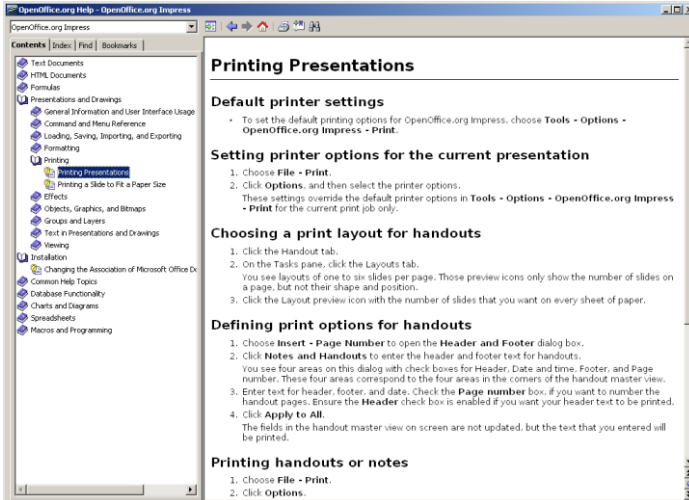 OpenOffice.org Help - OpenOffice.org Impress
OpenOffice.org Impress
Contents Index Find Bookmarks
Text Documents
HTML Documents
Formulas
Presentations and Drawings
General Information and User Interface Usage
Command and Menu Reference
Loading, Saving, Importing, and Exporting
Formatting
Printing
Printing Presentations
Printing a Slide to Fit a Paper Size
Effects
Objects, Graphics, and Bitmaps
Groups and Layers
Text in Presentations and Drawings
Viewing
Installation
Changing the Association of Microsoft Office Do
Common Help Topics
Database Functionality
Charts and Diagrams
Spreadsheets
Macros and Programming
Printing Presentations
Default printer settings
• To set the default printing options for OpenOffice.org Impress, choose Tools - Options -
OpenOffice.org Impress - Print.
Setting printer options for the current presentation
1. Choose File - Print.
2. Click Options, and then select the printer options.
These settings override the default printer options in Tools - Options - OpenOffice.org Impress
- Print for the current print job only.
Choosing a print layout for handouts
1. Click the Handout tab.
2. On the Tasks pane, click the Layouts tab.
You see layouts of one to six slides per page. Those preview icons only show the number of slides on
a page, but not their shape and position.
3. Click the Layout preview icon with the number of slides that you want on every sheet of paper.
Defining print options for handouts
1. Choose Insert - Page Number to open the Header and Footer dialog box.
2. Click Notes and Handouts to enter the header and footer text for handouts.
You see four areas on this dialog with check boxes for Header, Date and time, Footer, and Page
number. These four areas correspond to the four areas in the corners of the handout master view.
3. Enter text for header, footer, and date. Check the Page number box, if you want to number the
handout pages. Ensure the Header check box is enabled if you want your header text to be printed.
4. Click Apply to All.
The fields in the handout master view on screen are not updated, but the text that you entered will
be printed.
Printing handouts or notes
1. Choose File - Print.
2. Click Options.